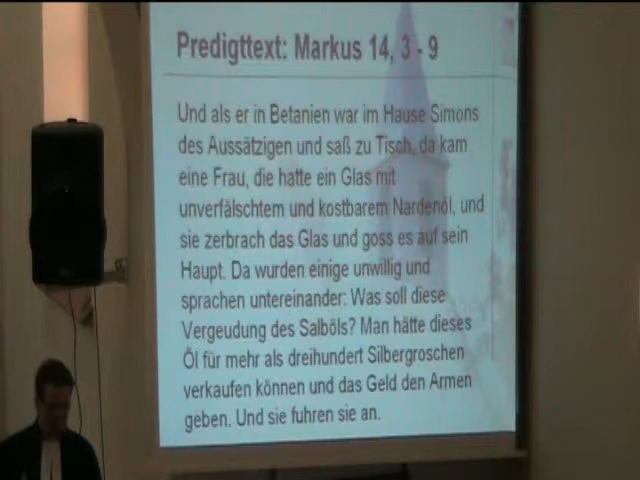 Predigttext: Markus 14, 3 - 9
Und als er in Betanien war im Hause Simons
des Aussätzigen und saß zu Tisch, da kam
eine Frau, die hatte ein Glas mit
unverfälschtem und kostbarem Nardenöl, und
sie zerbrach das Glas und goss es auf sein
Haupt. Da wurden einige unwillig und
sprachen untereinander: Was soll diese
Vergeudung des Salböls? Man hätte dieses
Öl für mehr als dreihundert Silbergroschen
verkaufen können und das Geld den Armen
geben. Und sie fuhren sie an.